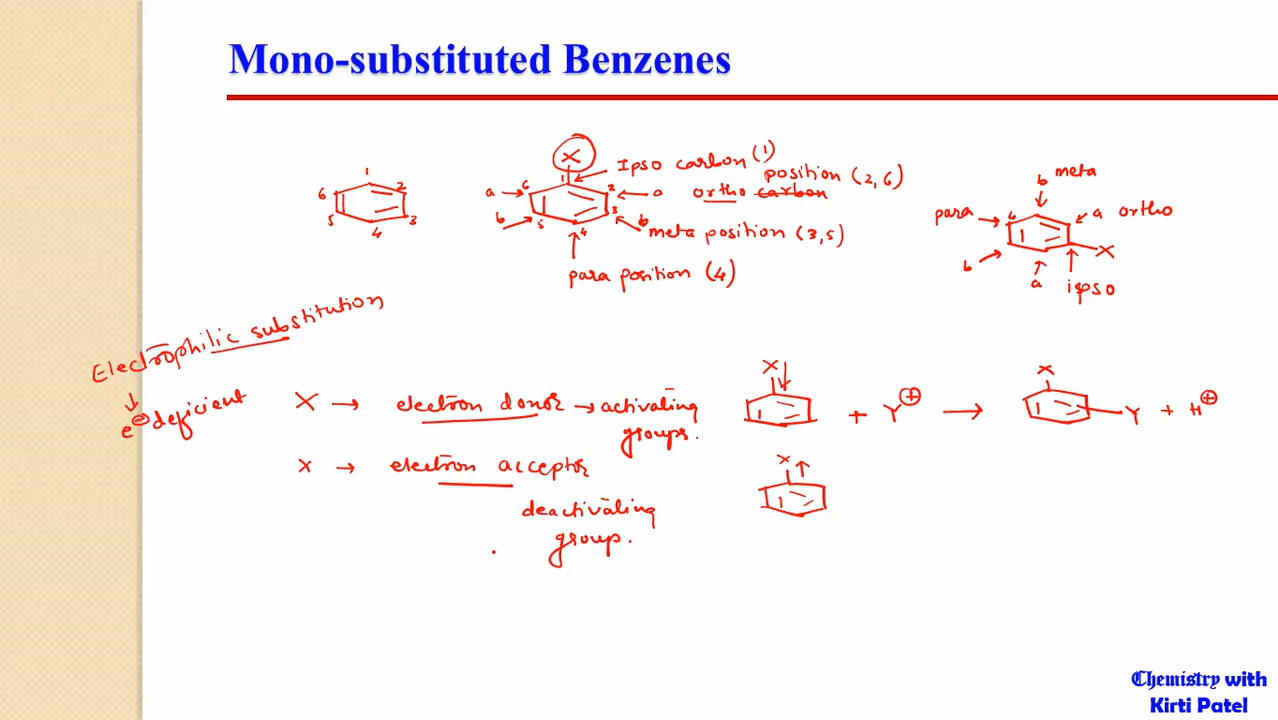 Mono-substituted Benzenes
1
2
3
4
5
6
X
1
2
3
4
5
6
a
b
Ipso carbon (1)
position (2, 6)
a ortho carbon
b meta position (3, 5)
para position (4)
b meta
a ortho
para
X
b
a
ipso
Electrophilic substitution
e⊖ deficient
X → electron donor → activating groups.
X
+ Y⊕ →
X
Y + H⊕
X → electron acceptor
deactivating
group.
X
Chemistry with
Kirti Patel